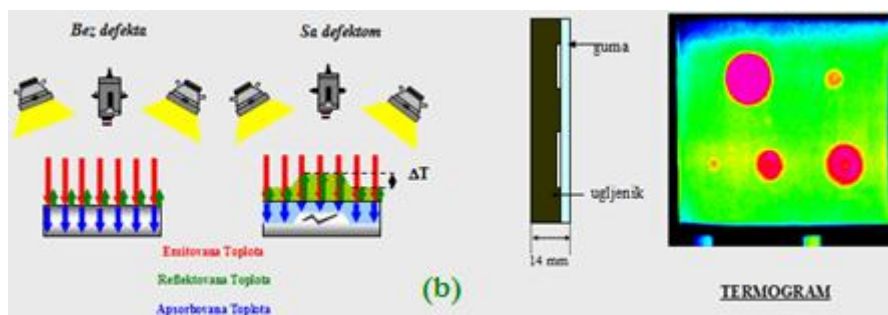 Bez defekta
Sa defektom
ΔT
Emitovana Toplota
Reflektovana Toplota
Apsorbovana Toplota
(b)
guma
ugljenik
14 mm
TERMOGRAM